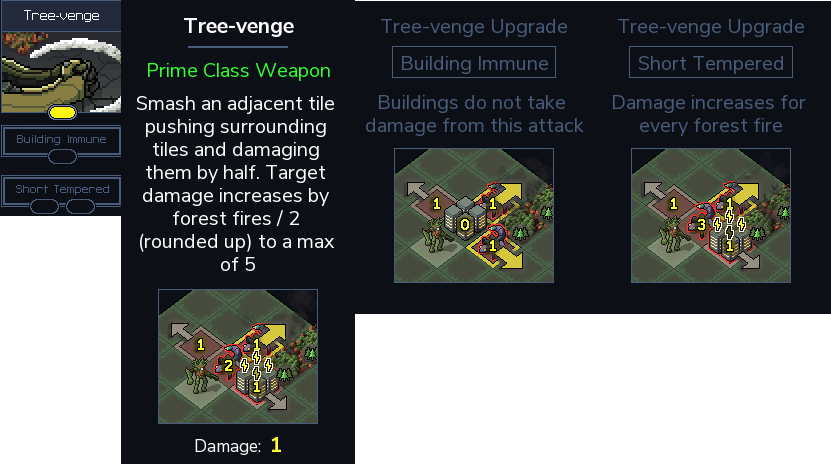 Tree-venge
Building Immune
Short Tempered
Tree-venge
Prime Class Weapon
Smash an adjacent tile
pushing surrounding
tiles and damaging
them by half. Target
damage increases by
forest fires / 2
(rounded up) to a max
of 5
1
1
2
1
Damage: 1
Tree-venge Upgrade
Building Immune
Buildings do not take
damage from this attack
1
1
0
1
Tree-venge Upgrade
Short Tempered
Damage increases for
every forest fire
1
1
3
1